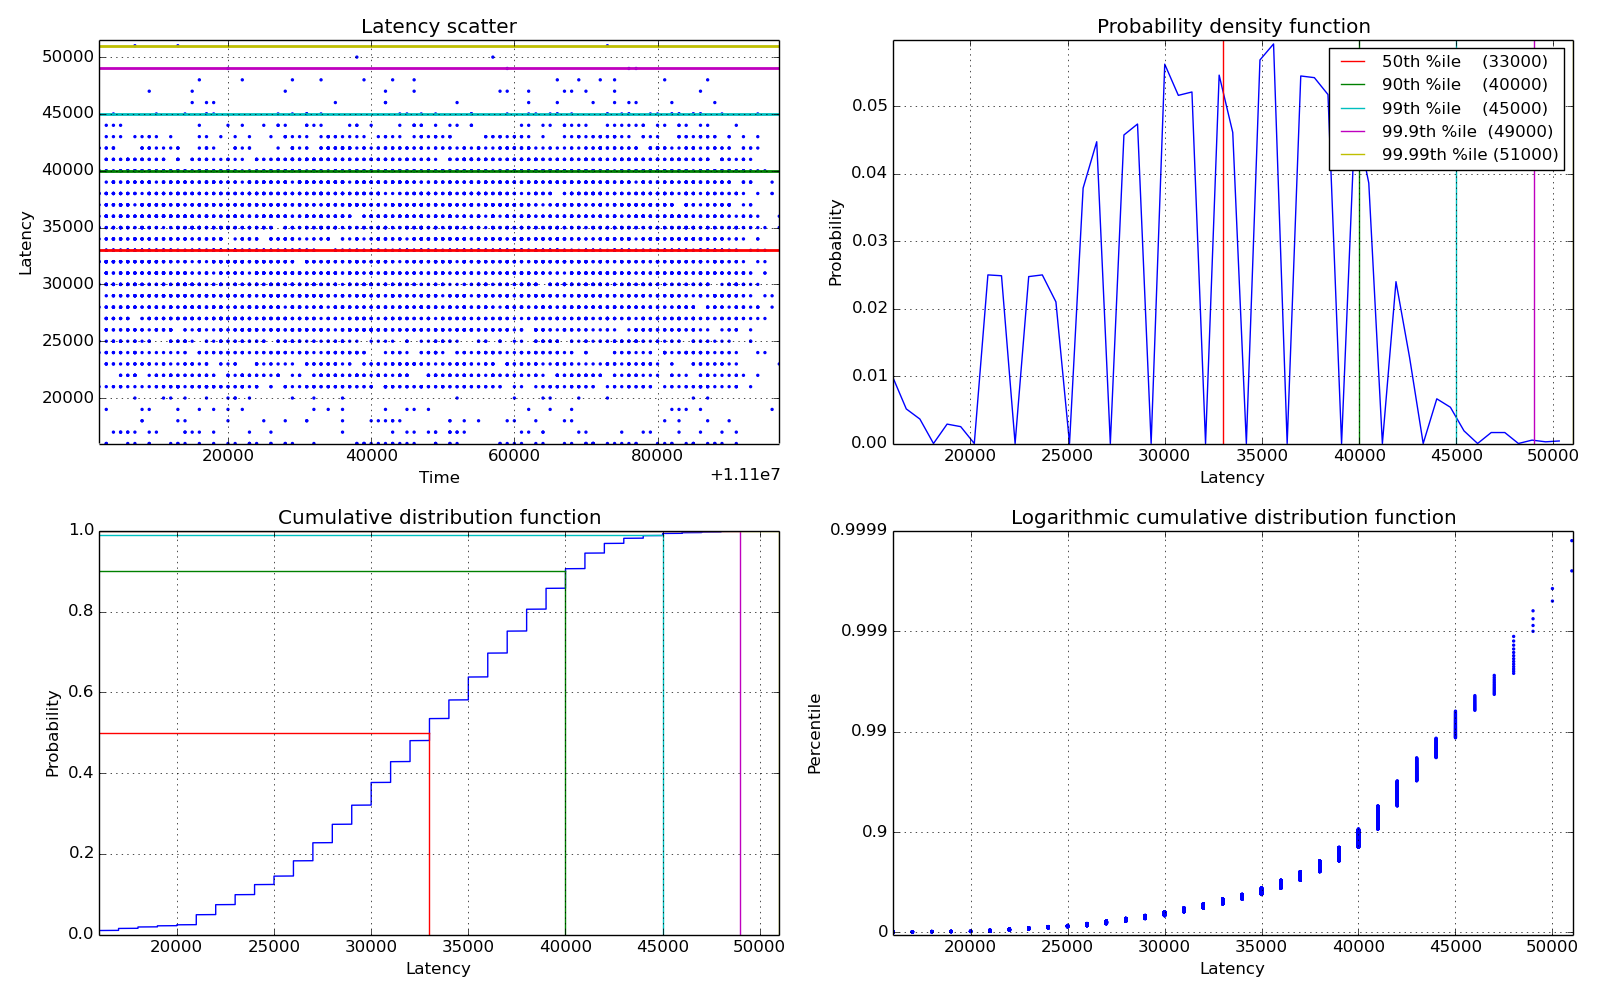 Latency scatter
50000
45000
40000
35000
30000
25000
20000
Latency
20000 40000 60000 80000
Time
+1.11e7
Probability density function
50th %ile (33000)
90th %ile (40000)
99th %ile (45000)
99.9th %ile (49000)
99.99th %ile (51000)
0.05
0.04
0.03
0.02
0.01
0.00
Probability
20000 25000 30000 35000 40000 45000 50000
Latency
Cumulative distribution function
1.0
0.8
0.6
0.4
0.2
0.0
Probability
20000 25000 30000 35000 40000 45000 50000
Latency
Logarithmic cumulative distribution function
0.9999
0.999
0.99
0.9
0
Percentile
20000 25000 30000 35000 40000 45000 50000
Latency